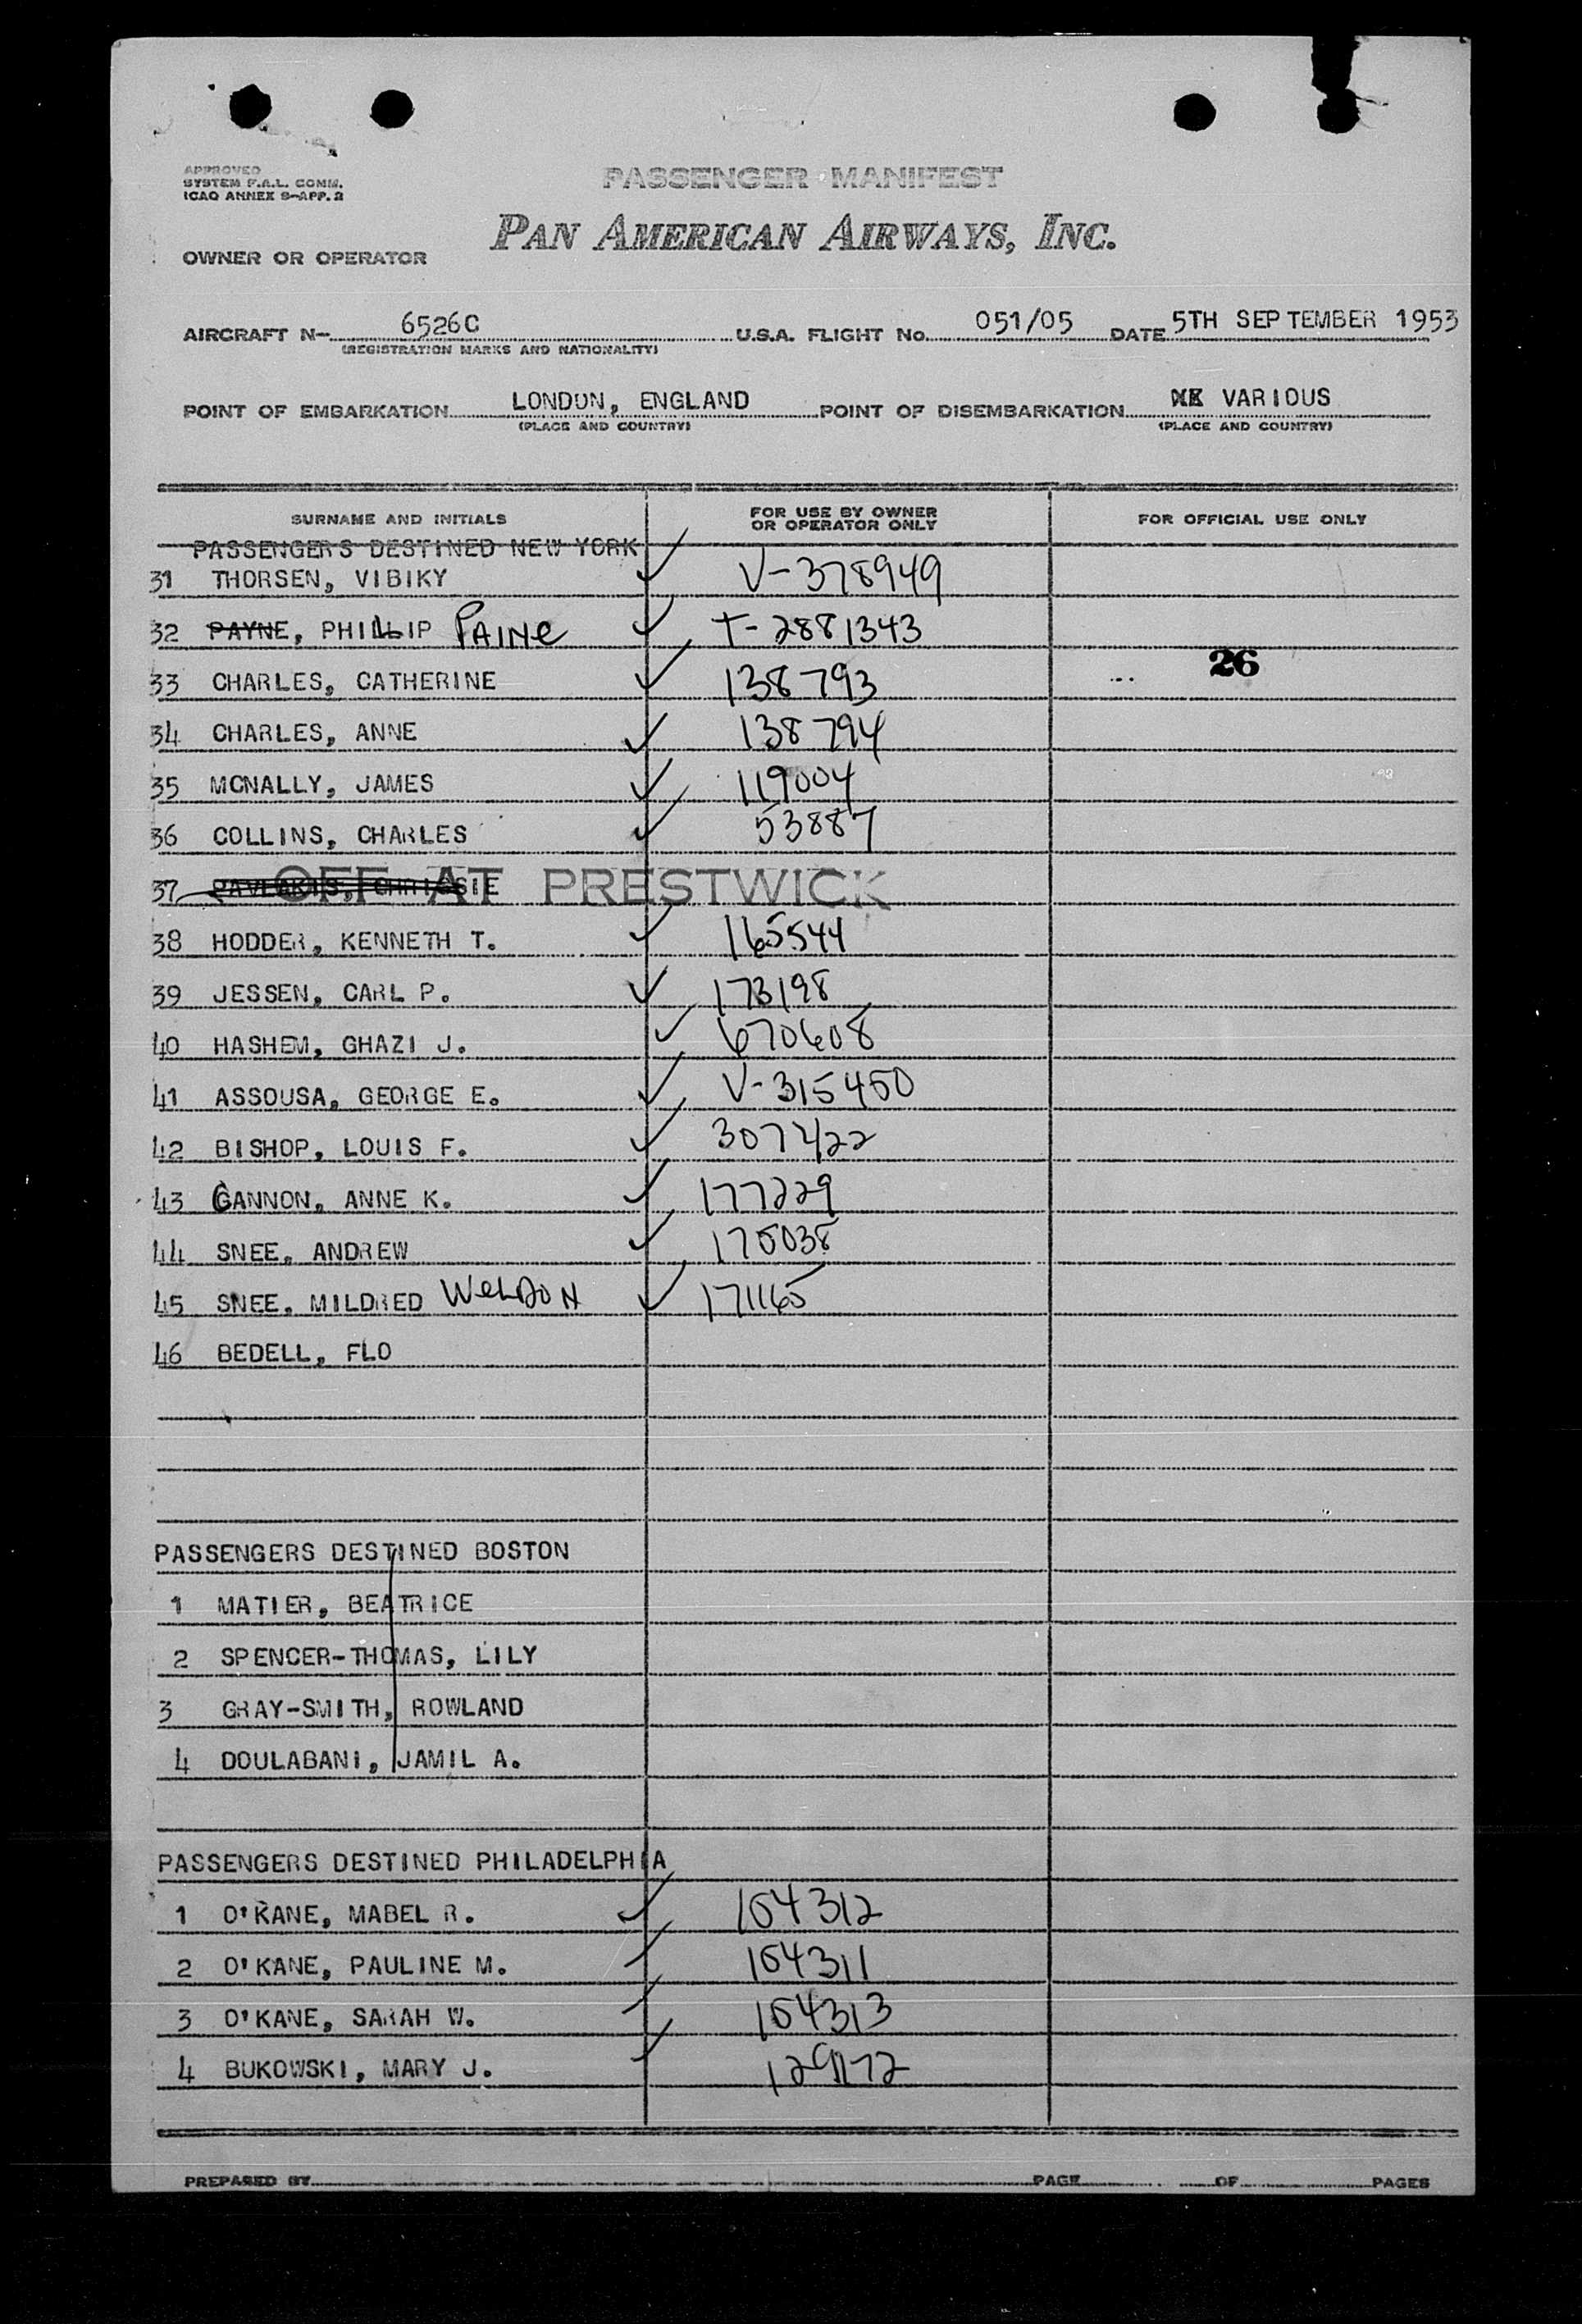 APPROVED
SYSTEM F.A.L. COMM.
ICAO ANNEX 9-APP. 2
PASSENGER MANIFEST
PAN AMERICAN AIRWAYS, INC.
OWNER OR OPERATOR
AIRCRAFT N- 6526C U.S.A. FLIGHT No. 051/05 DATE 5TH SEPTEMBER 1953
(REGISTRATION MARKS AND NATIONALITY)
POINT OF EMBARKATION LONDON, ENGLAND POINT OF DISEMBARKATION VARIOUS
(PLACE AND COUNTRY) (PLACE AND COUNTRY)
SURNAME AND INITIALS FOR USE BY OWNER OR OPERATOR ONLY FOR OFFICIAL USE ONLY
PASSENGERS DESTINED NEW YORK
31 THORSEN, VIBIKY V-378949
32 PAYNE, PHILLIP PAINe T-2881343
33 CHARLES, CATHERINE 138793 26
34 CHARLES, ANNE 138794
35 MCNALLY, JAMES 119004
36 COLLINS, CHARLES 53887
37 PAVLAKIS, CHRISSIE OFF AT PRESTWICK
38 HODDER, KENNETH T. 165544
39 JESSEN, CARL P. 173198
40 HASHEM, GHAZI J. 670608
41 ASSOUSA, GEORGE E. V-315450
42 BISHOP, LOUIS F. 307422
43 GANNON, ANNE K. 177229
44 SNEE, ANDREW
45 SNEE, MILDRED WeLDON 171165
46 BEDELL, FLO
PASSENGERS DESTINED BOSTON
1 MATIER, BEATRICE
2 SPENCER-THOMAS, LILY
3 GRAY-SMITH, ROWLAND
4 DOULABANI, JAMIL A.
PASSENGERS DESTINED PHILADELPHIA
1 O'KANE, MABEL R. 154312
2 O'KANE, PAULINE M. 154311
3 O'KANE, SARAH W. 154313
4 BUKOWSKI, MARY J. 129172
PREPARED BY PAGE OF PAGES